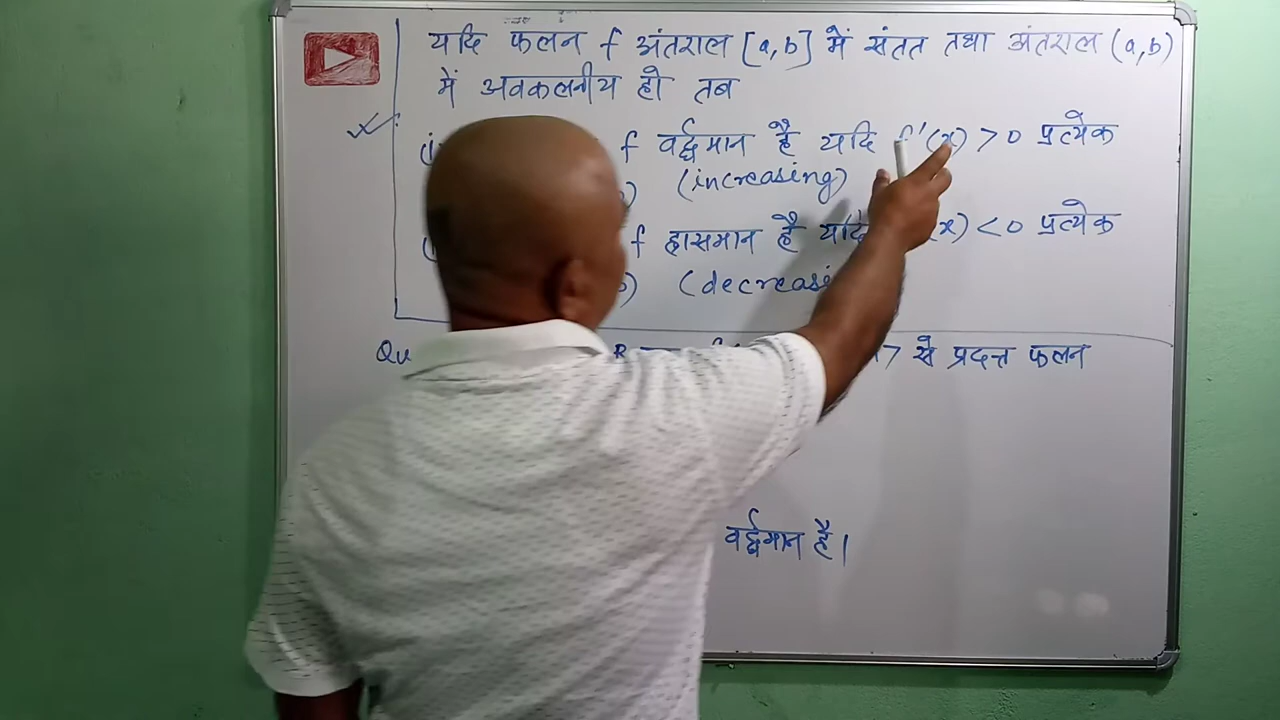 यदि फलन f अंतराल [a,b] में संतत तथा अंतराल (a,b)
में अवकलनीय हो तब
(i f वर्द्धमान है यदि f'(x) > 0 प्रत्येक
) (increasing)
( f ह्रासमान है यदि (x) < 0 प्रत्येक
) (decreasi
Qu R 7 से प्रदत्त फलन
वर्द्धमान है।